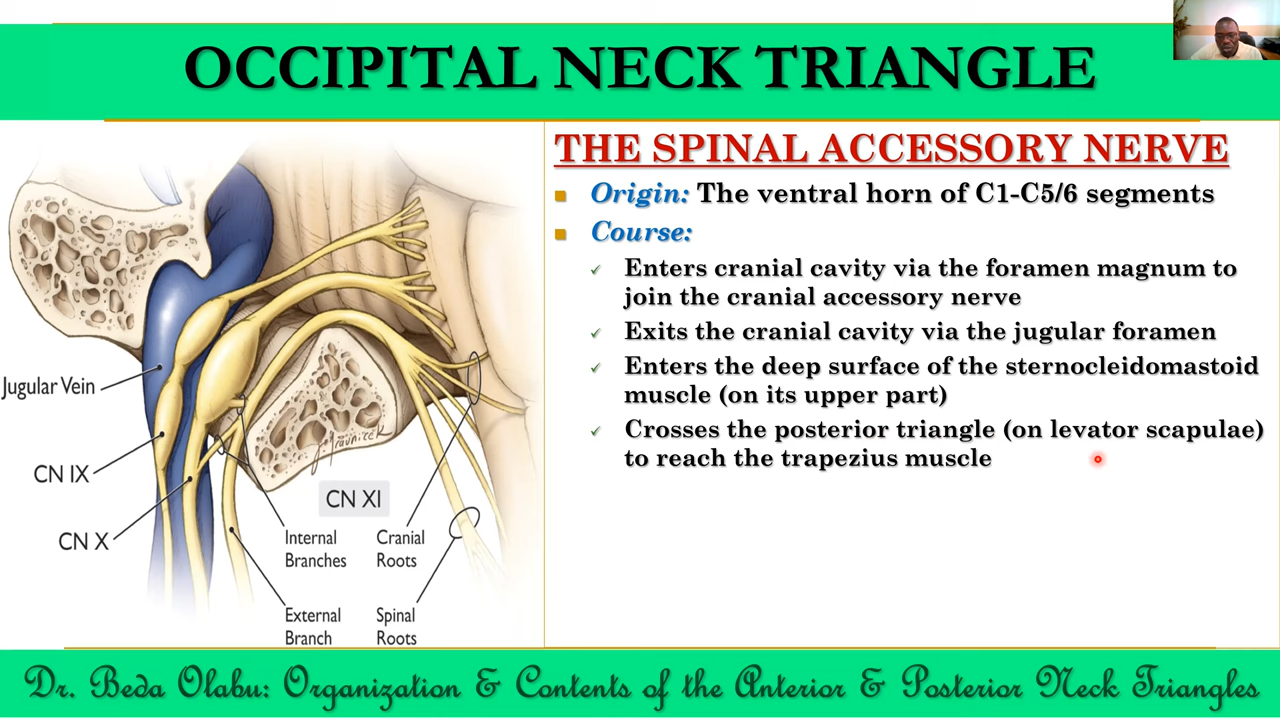 OCCIPITAL NECK TRIANGLE
THE SPINAL ACCESSORY NERVE
Origin: The ventral horn of C1-C5/6 segments
Course:
Enters cranial cavity via the foramen magnum to
join the cranial accessory nerve
Exits the cranial cavity via the jugular foramen
Enters the deep surface of the sternocleidomastoid
muscle (on its upper part)
Crosses the posterior triangle (on levator scapulae)
to reach the trapezius muscle
Jugular Vein
CN IX
CN X
CN XI
Internal
Branches
Cranial
Roots
External
Branch
Spinal
Roots
Dr. Beda Olabu: Organization & Contents of the Anterior & Posterior Neck Triangles